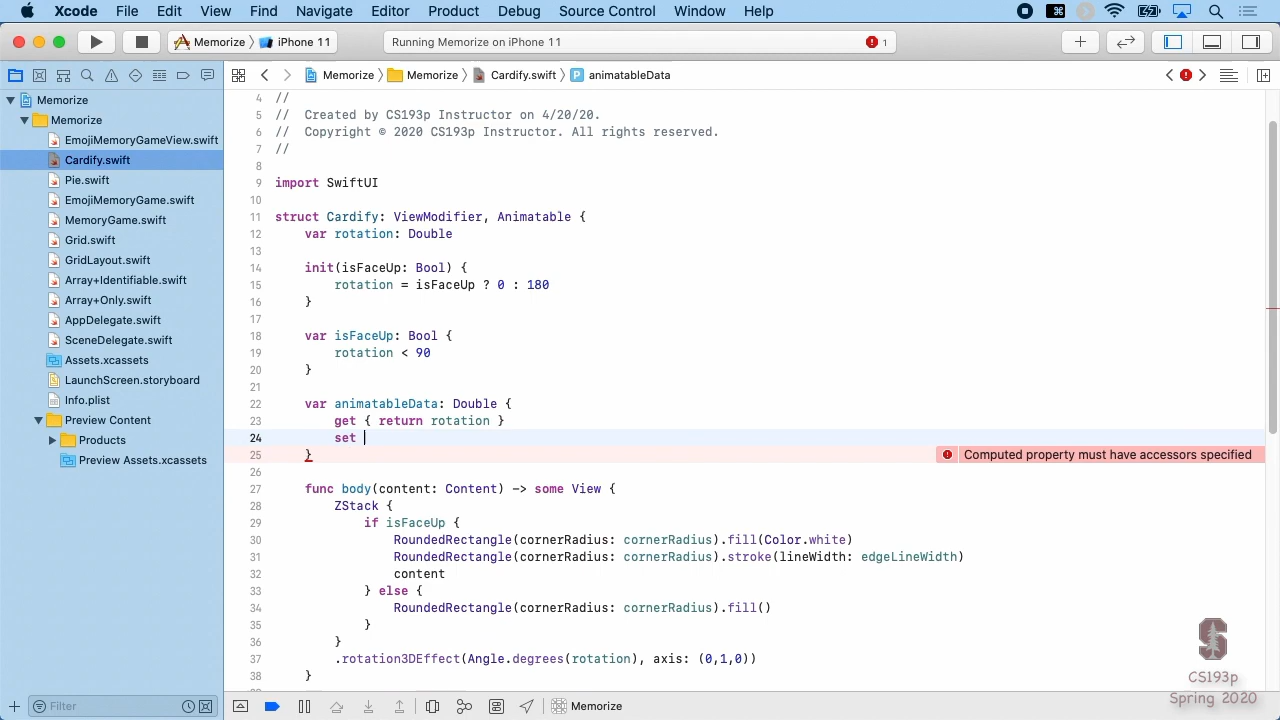 Xcode File Edit View Find Navigate Editor Product Debug Source Control Window Help
Memorize iPhone 11 Running Memorize on iPhone 11 1
Memorize Memorize Cardify.swift P animatableData
Memorize
Memorize
EmojiMemoryGameView.swift
Cardify.swift
Pie.swift
EmojiMemoryGame.swift
MemoryGame.swift
Grid.swift
GridLayout.swift
Array+Identifiable.swift
Array+Only.swift
AppDelegate.swift
SceneDelegate.swift
Assets.xcassets
LaunchScreen.storyboard
Info.plist
Preview Content
Products
Preview Assets.xcassets
Filter
4 //
5 // Created by CS193p Instructor on 4/20/20.
6 // Copyright © 2020 CS193p Instructor. All rights reserved.
7 //
8
9 import SwiftUI
10
11 struct Cardify: ViewModifier, Animatable {
12 var rotation: Double
13
14 init(isFaceUp: Bool) {
15 rotation = isFaceUp ? 0 : 180
16 }
17
18 var isFaceUp: Bool {
19 rotation < 90
20 }
21
22 var animatableData: Double {
23 get { return rotation }
24 set
25 } Computed property must have accessors specified
26
27 func body(content: Content) -> some View {
28 ZStack {
29 if isFaceUp {
30 RoundedRectangle(cornerRadius: cornerRadius).fill(Color.white)
31 RoundedRectangle(cornerRadius: cornerRadius).stroke(lineWidth: edgeLineWidth)
32 content
33 } else {
34 RoundedRectangle(cornerRadius: cornerRadius).fill()
35 }
36 }
37 .rotation3DEffect(Angle.degrees(rotation), axis: (0,1,0))
38 }
Memorize
CS193p
Spring 2020